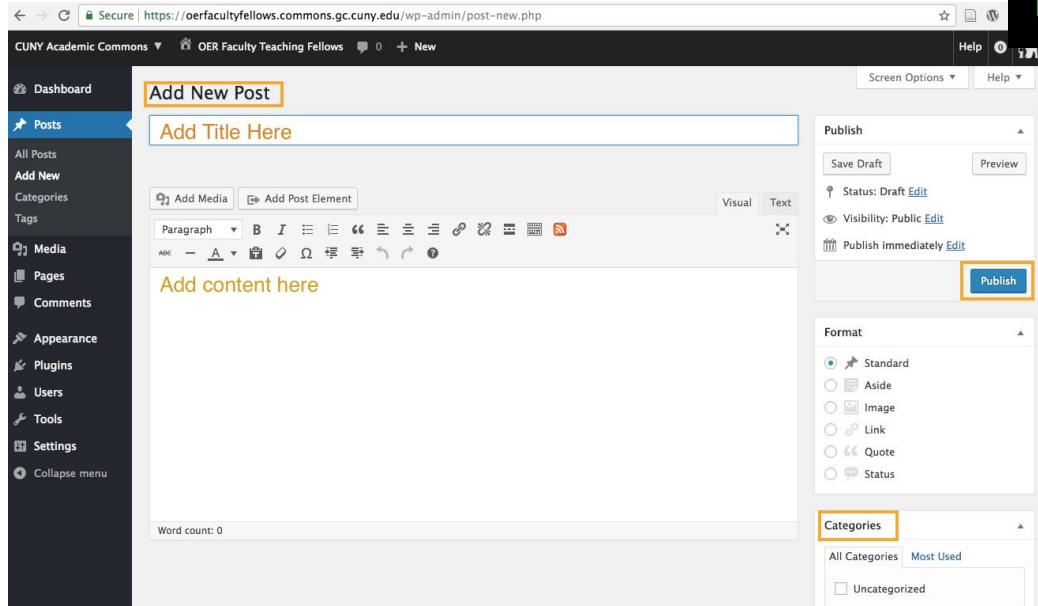 Secure | https://oerfacultyfellows.commons.gc.cuny.edu/wp-admin/post-new.php
CUNY Academic Commons OER Faculty Teaching Fellows 0 + New Help 0
Dashboard
Posts
All Posts
Add New
Categories
Tags
Media
Pages
Comments
Appearance
Plugins
Users
Tools
Settings
Collapse menu
Screen Options Help
Add New Post
Add Title Here
Add Media Add Post Element Visual Text
Paragraph B I
ABC A Ω
Add content here
Word count: 0
Publish
Save Draft Preview
Status: Draft Edit
Visibility: Public Edit
Publish immediately Edit
Publish
Format
Standard
Aside
Image
Link
Quote
Status
Categories
All Categories Most Used
Uncategorized